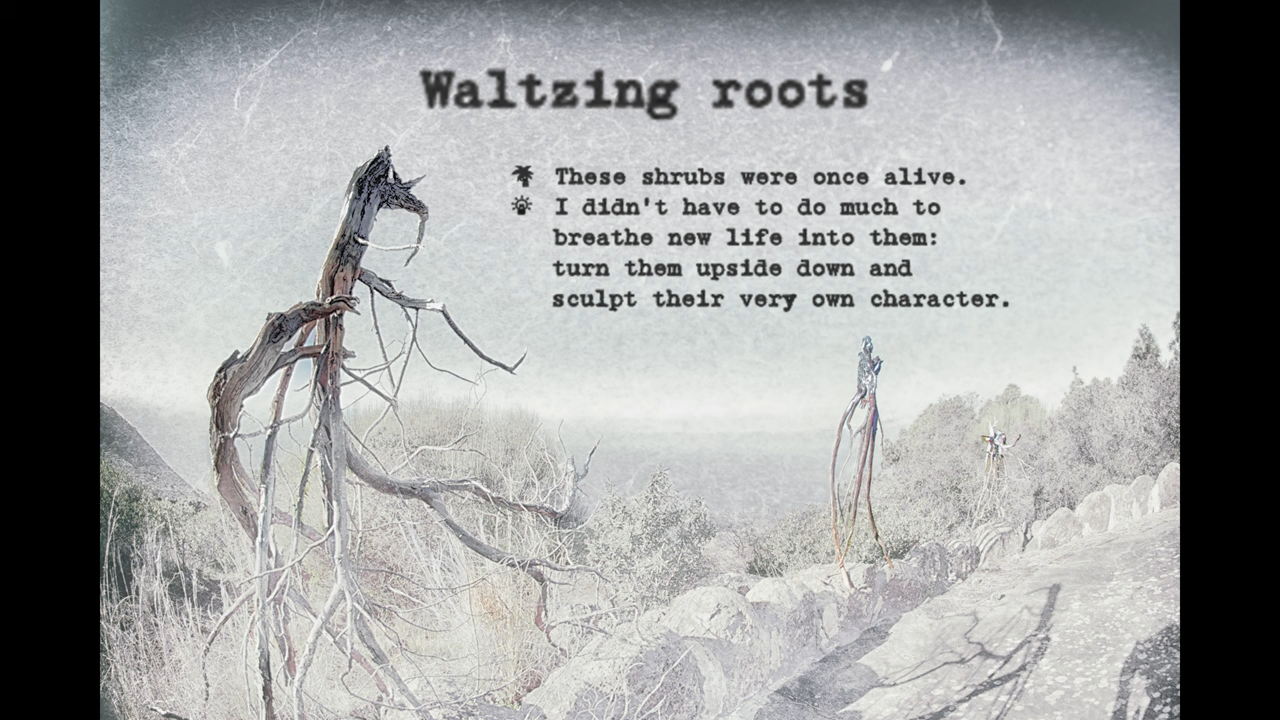 Waltzing roots
These shrubs were once alive.
I didn't have to do much to
breathe new life into them:
turn them upside down and
sculpt their very own character.